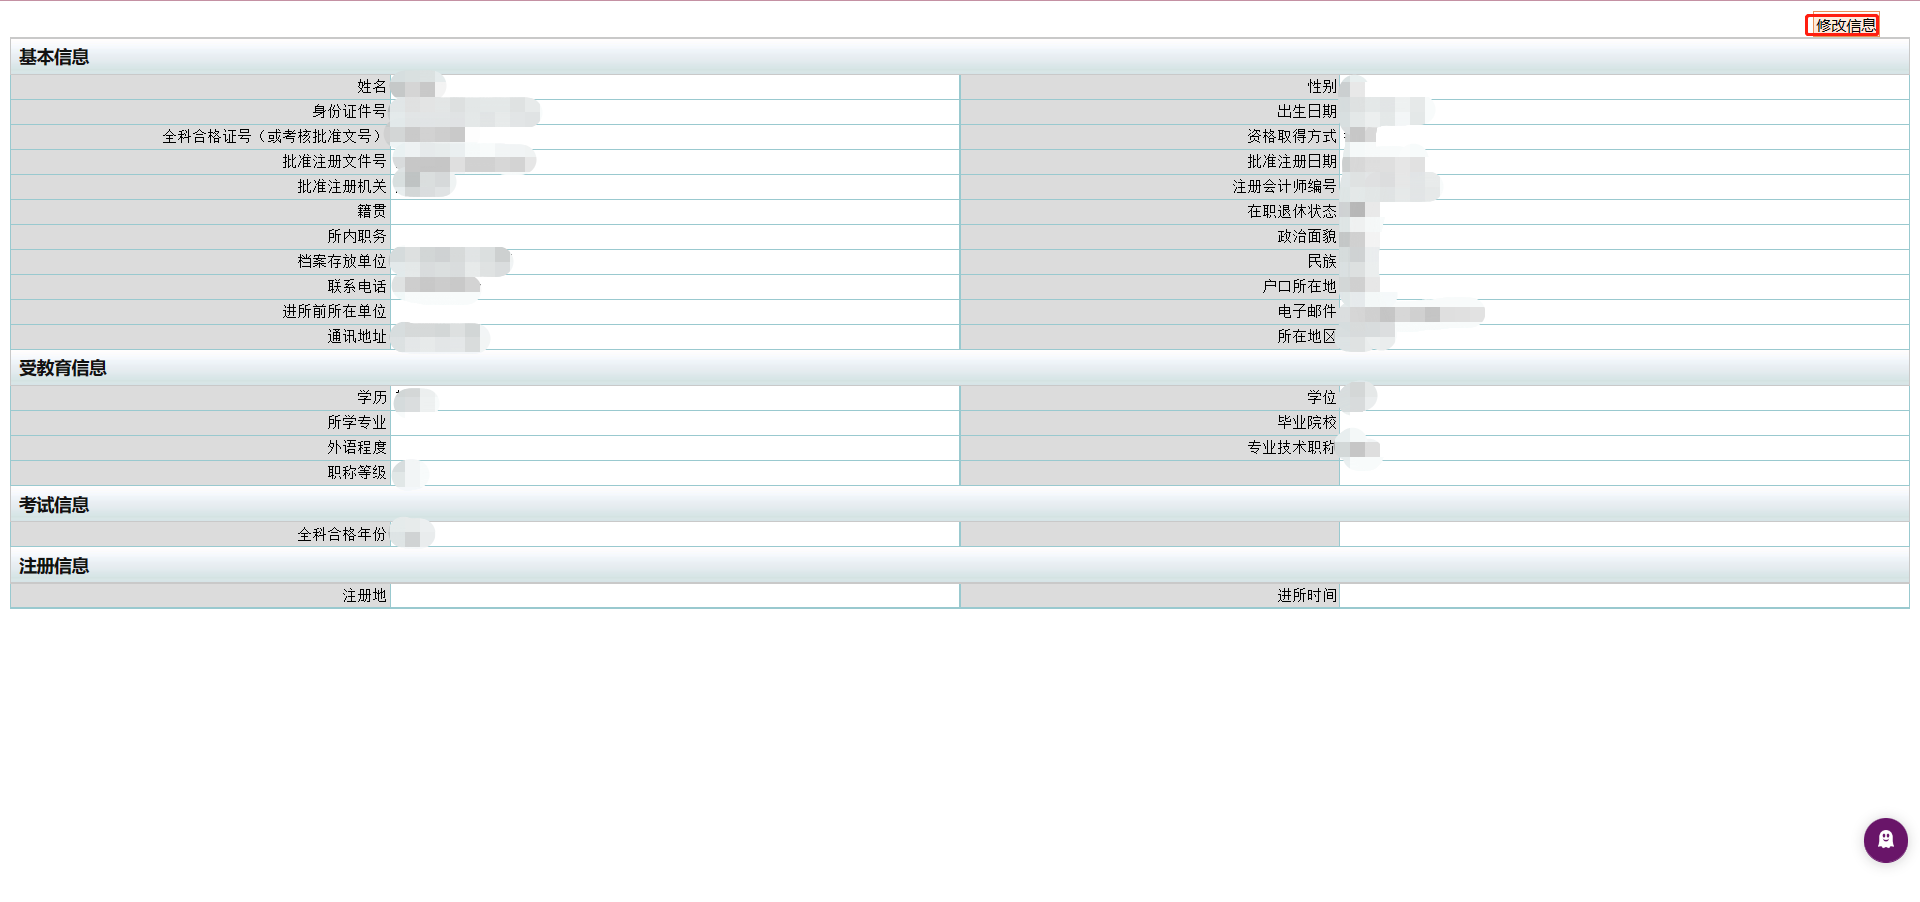 修改信息
基本信息
姓名 性别
身份证件号 出生日期
全科合格证号（或考核批准文号） 资格取得方式
批准注册文件号 批准注册日期
批准注册机关 注册会计师编号
籍贯 在职退休状态
所内职务 政治面貌
档案存放单位 民族
联系电话 户口所在地
进所前所在单位 电子邮件
通讯地址 所在地区
受教育信息
学历 学位
所学专业 毕业院校
外语程度 专业技术职称
职称等级
考试信息
全科合格年份
注册信息
注册地 进所时间